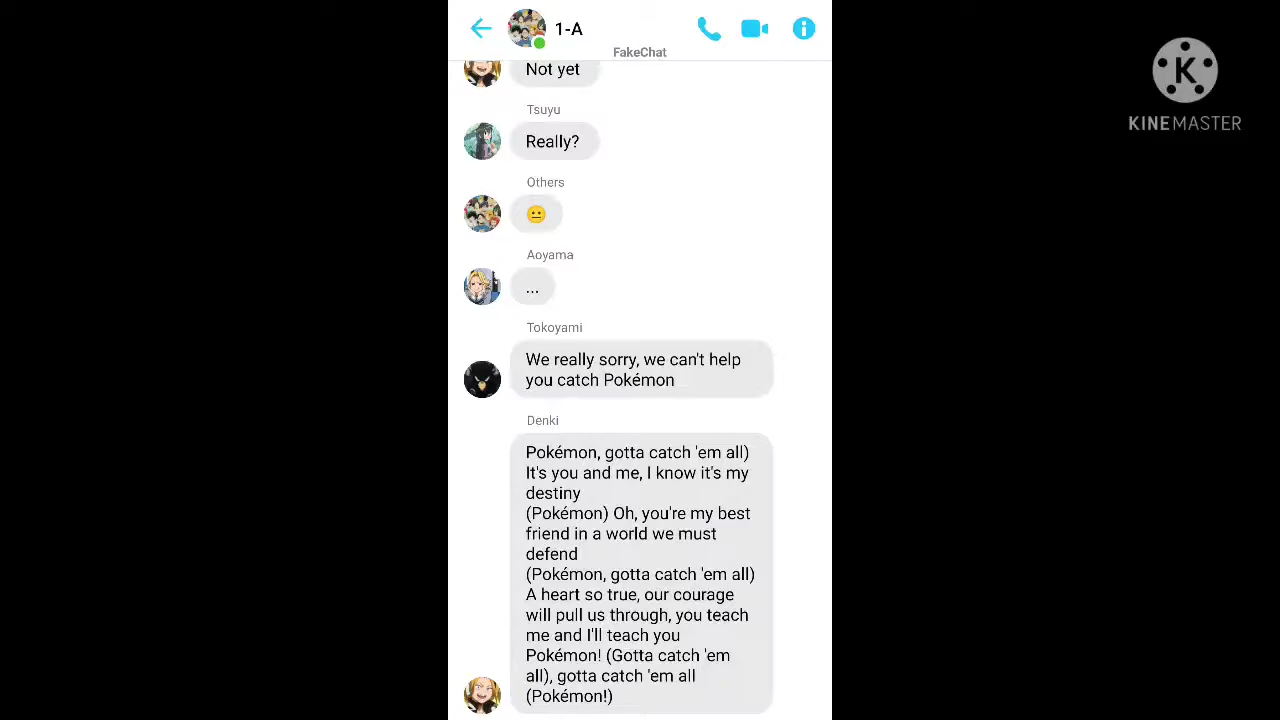 1-A
FakeChat
Not yet
Tsuyu
Really?
Others
Aoyama
...
Tokoyami
We really sorry, we can't help
you catch Pokémon
Denki
Pokémon, gotta catch 'em all)
It's you and me, I know it's my
destiny
(Pokémon) Oh, you're my best
friend in a world we must
defend
(Pokémon, gotta catch 'em all)
A heart so true, our courage
will pull us through, you teach
me and I'll teach you
Pokémon! (Gotta catch 'em
all), gotta catch 'em all
(Pokémon!)
K
KINEMASTER